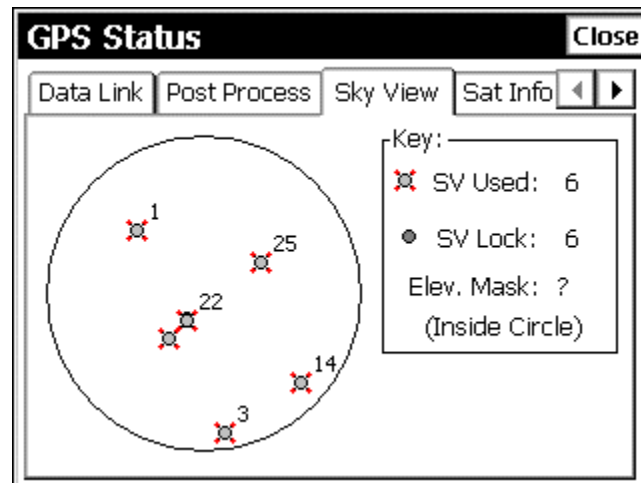 GPS Status
Close
Data Link
Post Process
Sky View
Sat Info
Key:
SV Used: 6
SV Lock: 6
Elev. Mask: ?
(Inside Circle)
1
25
22
14
3